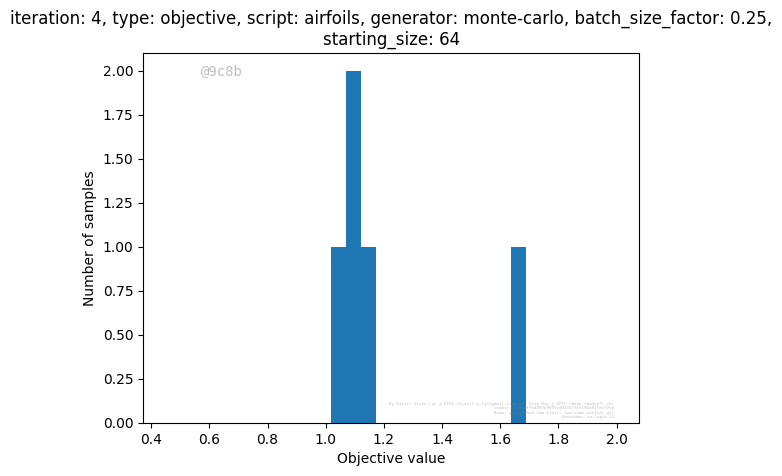 iteration: 4, type: objective, script: airfoils, generator: monte-carlo, batch_size_factor: 0.25,
starting_size: 64
@9c8b
2.00
1.75
1.50
1.25
1.00
0.75
0.50
0.25
0.00
Number of samples
0.4 0.6 0.8 1.0 1.2 1.4 1.6 1.8 2.0
Objective value